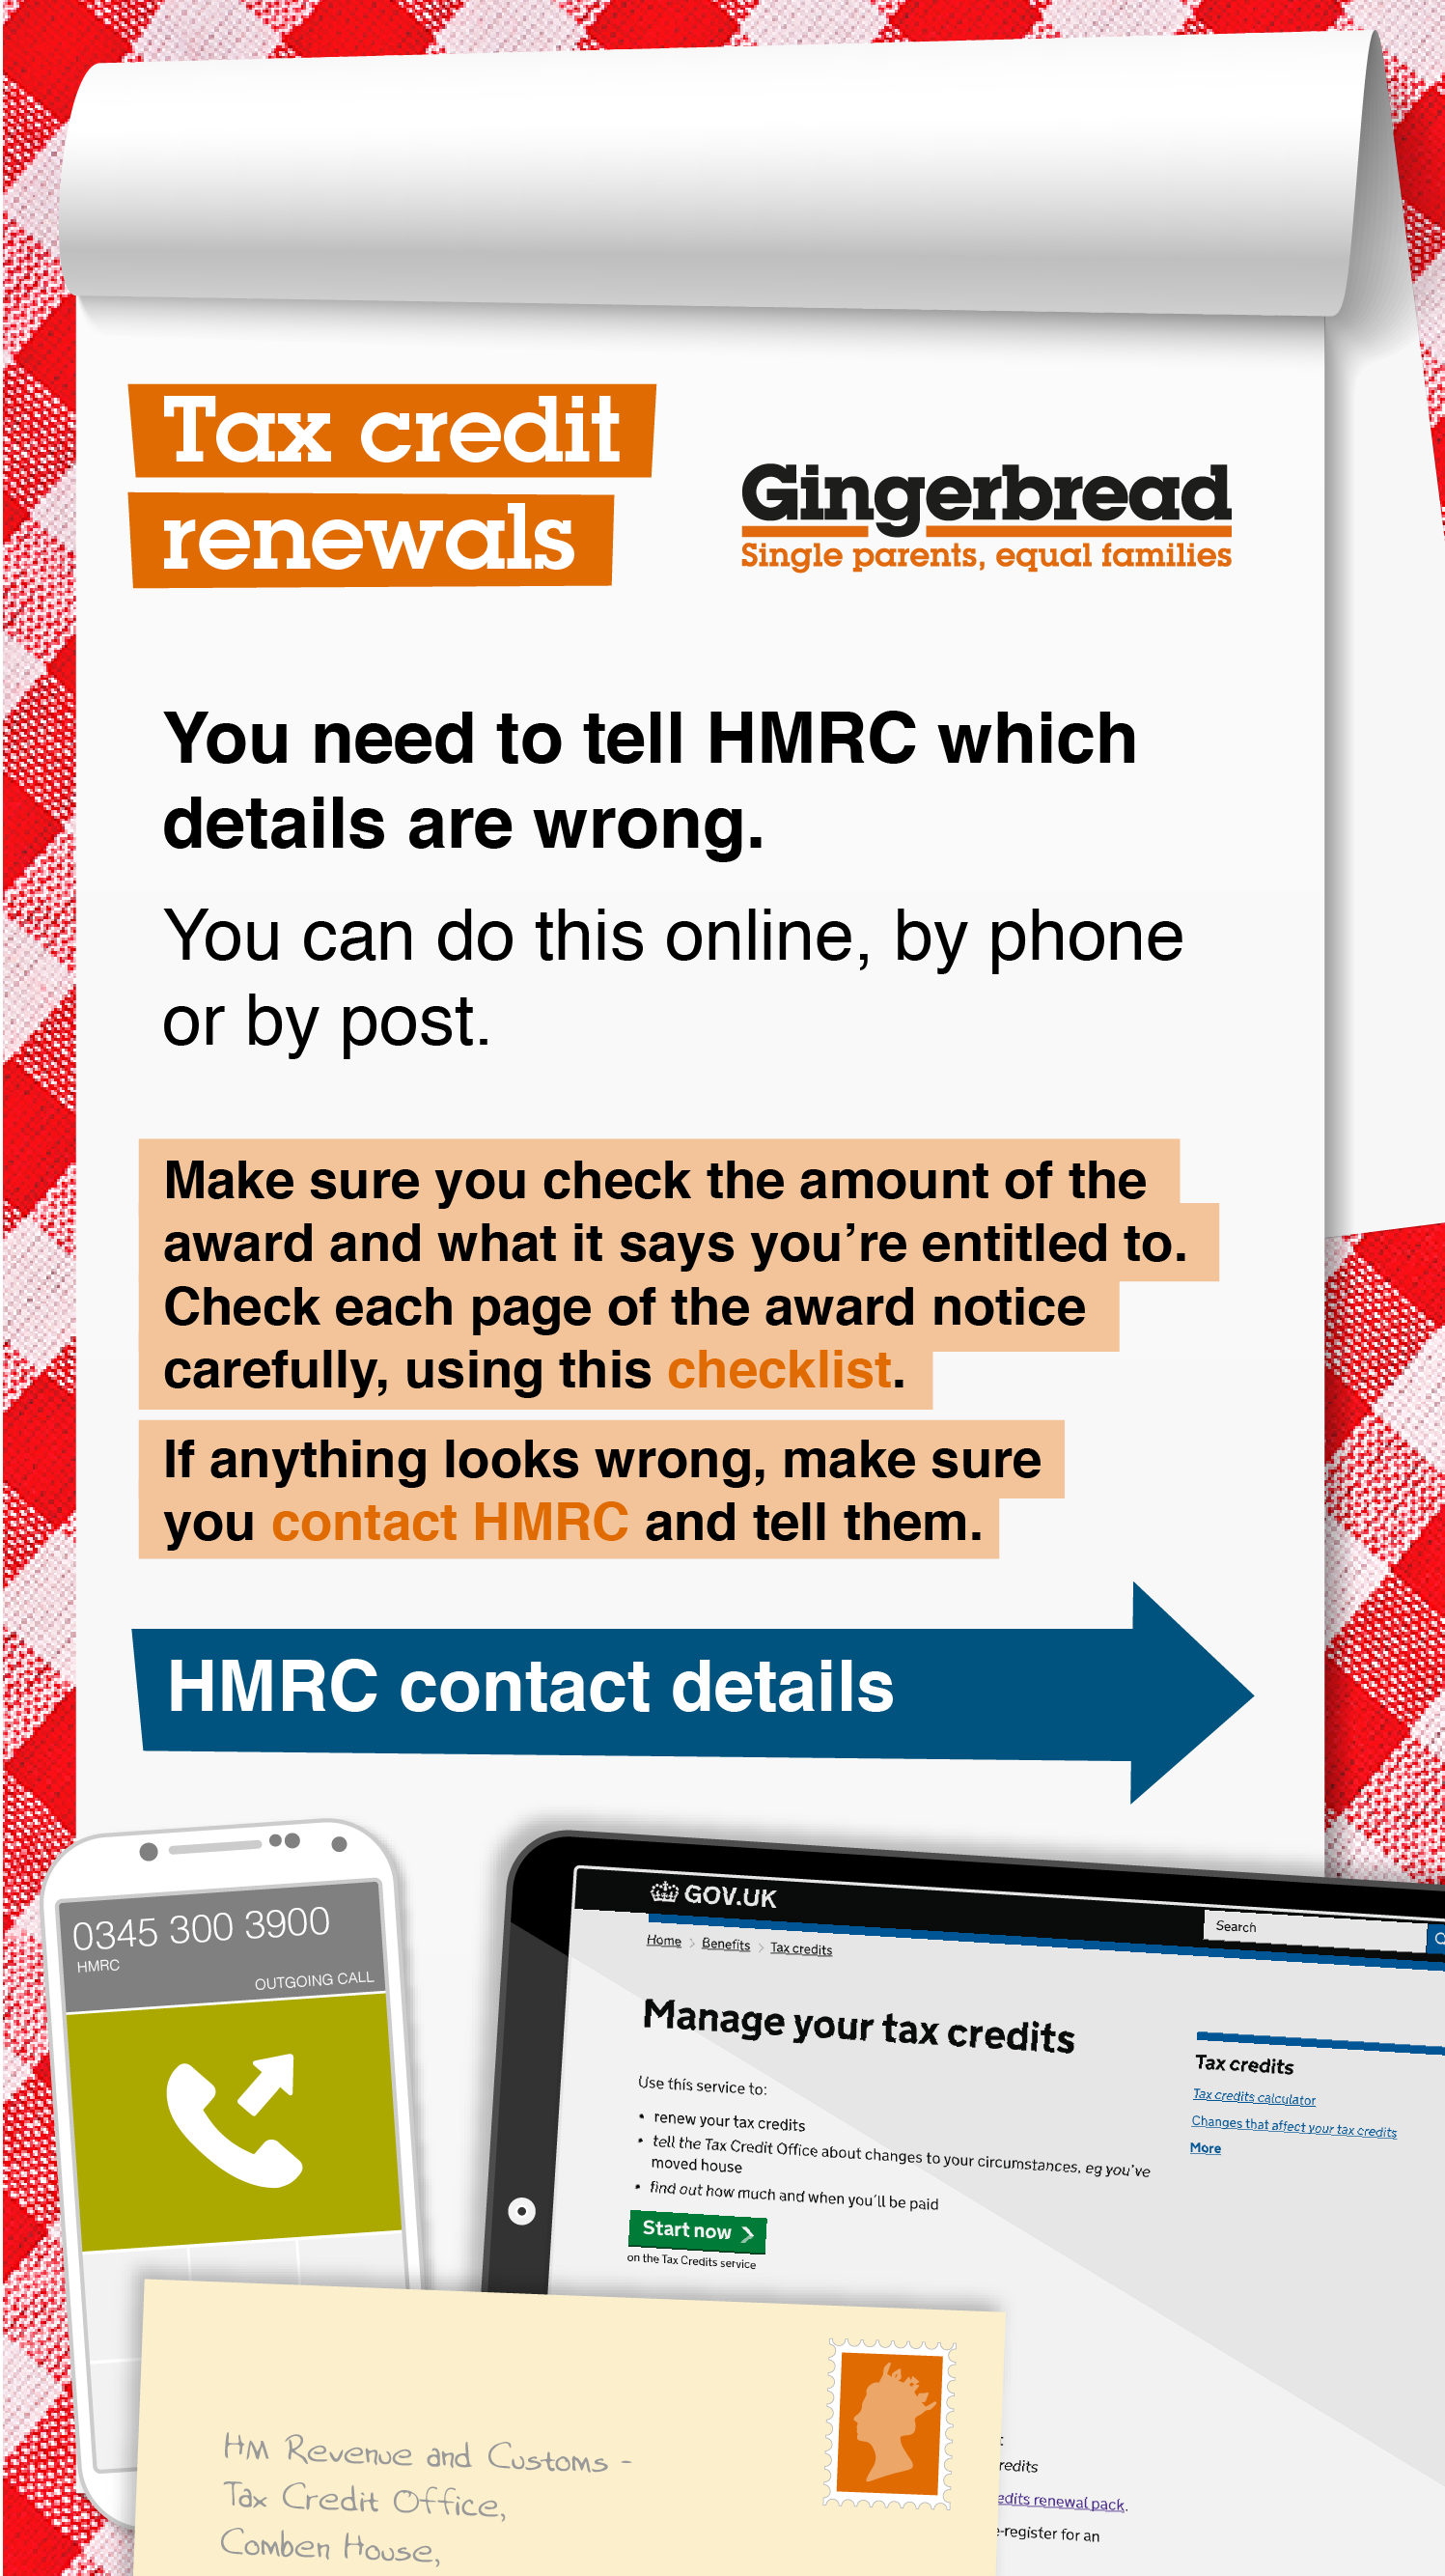 Tax credit
renewals
Gingerbread
Single parents, equal families
You need to tell HMRC which
details are wrong.
You can do this online, by phone
or by post.
Make sure you check the amount of the
award and what it says you’re entitled to.
Check each page of the award notice
carefully, using this checklist.
If anything looks wrong, make sure
you contact HMRC and tell them.
HMRC contact details
0345 300 3900
HMRC
OUTGOING CALL
GOV.UK
Search
Home > Benefits > Tax credits
Manage your tax credits
Use this service to:
• renew your tax credits
• tell the Tax Credit Office about changes to your circumstances, eg you’ve
moved house
• find out how much and when you’ll be paid
Start now >
on the Tax Credits service
Tax credits
Tax credits calculator
Changes that affect your tax credits
More
HM Revenue and Customs -
Tax Credit Office,
Comben House,
redits
edits renewal pack.
-register for an